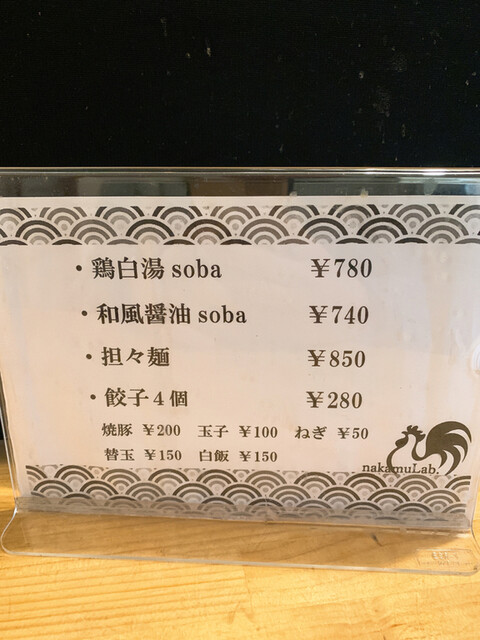 ・鶏白湯 soba ¥780
・和風醤油 soba ¥740
・担々麺 ¥850
・餃子4個 ¥280
焼豚 ¥200 玉子 ¥100 ねぎ ¥50
替玉 ¥150 白飯 ¥150
nakamuLab.